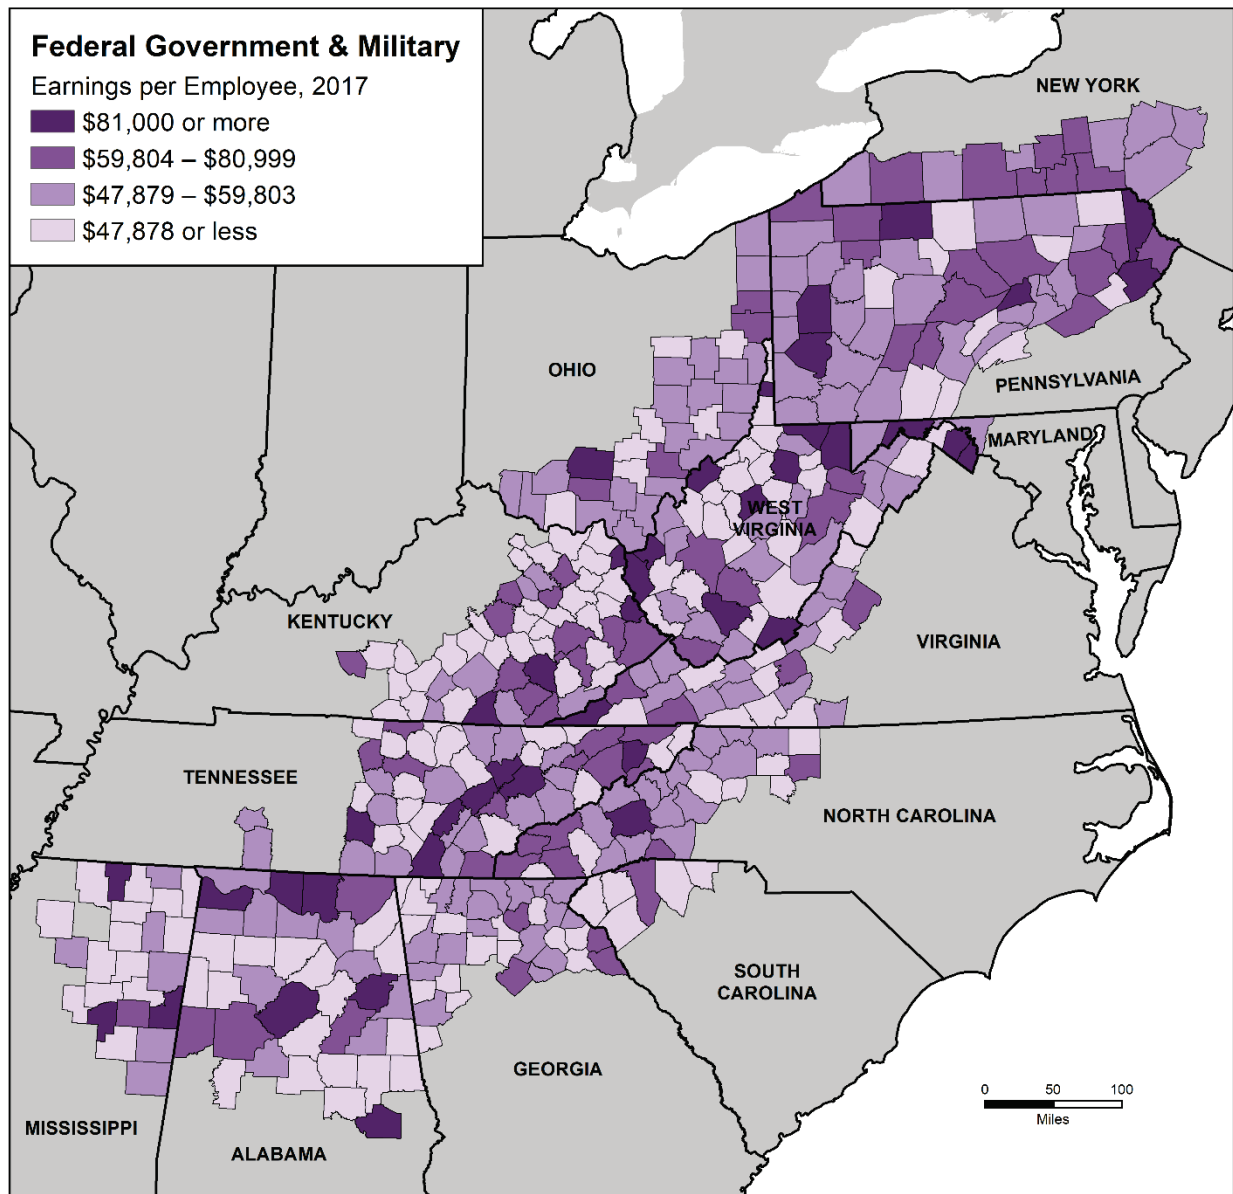 Federal Government & Military
Earnings per Employee, 2017
$81,000 or more
$59,804 – $80,999
$47,879 – $59,803
$47,878 or less
NEW YORK
OHIO
PENNSYLVANIA
MARYLAND
WEST
VIRGINIA
KENTUCKY
VIRGINIA
TENNESSEE
NORTH CAROLINA
SOUTH
CAROLINA
GEORGIA
MISSISSIPPI
ALABAMA
0 50 100
Miles